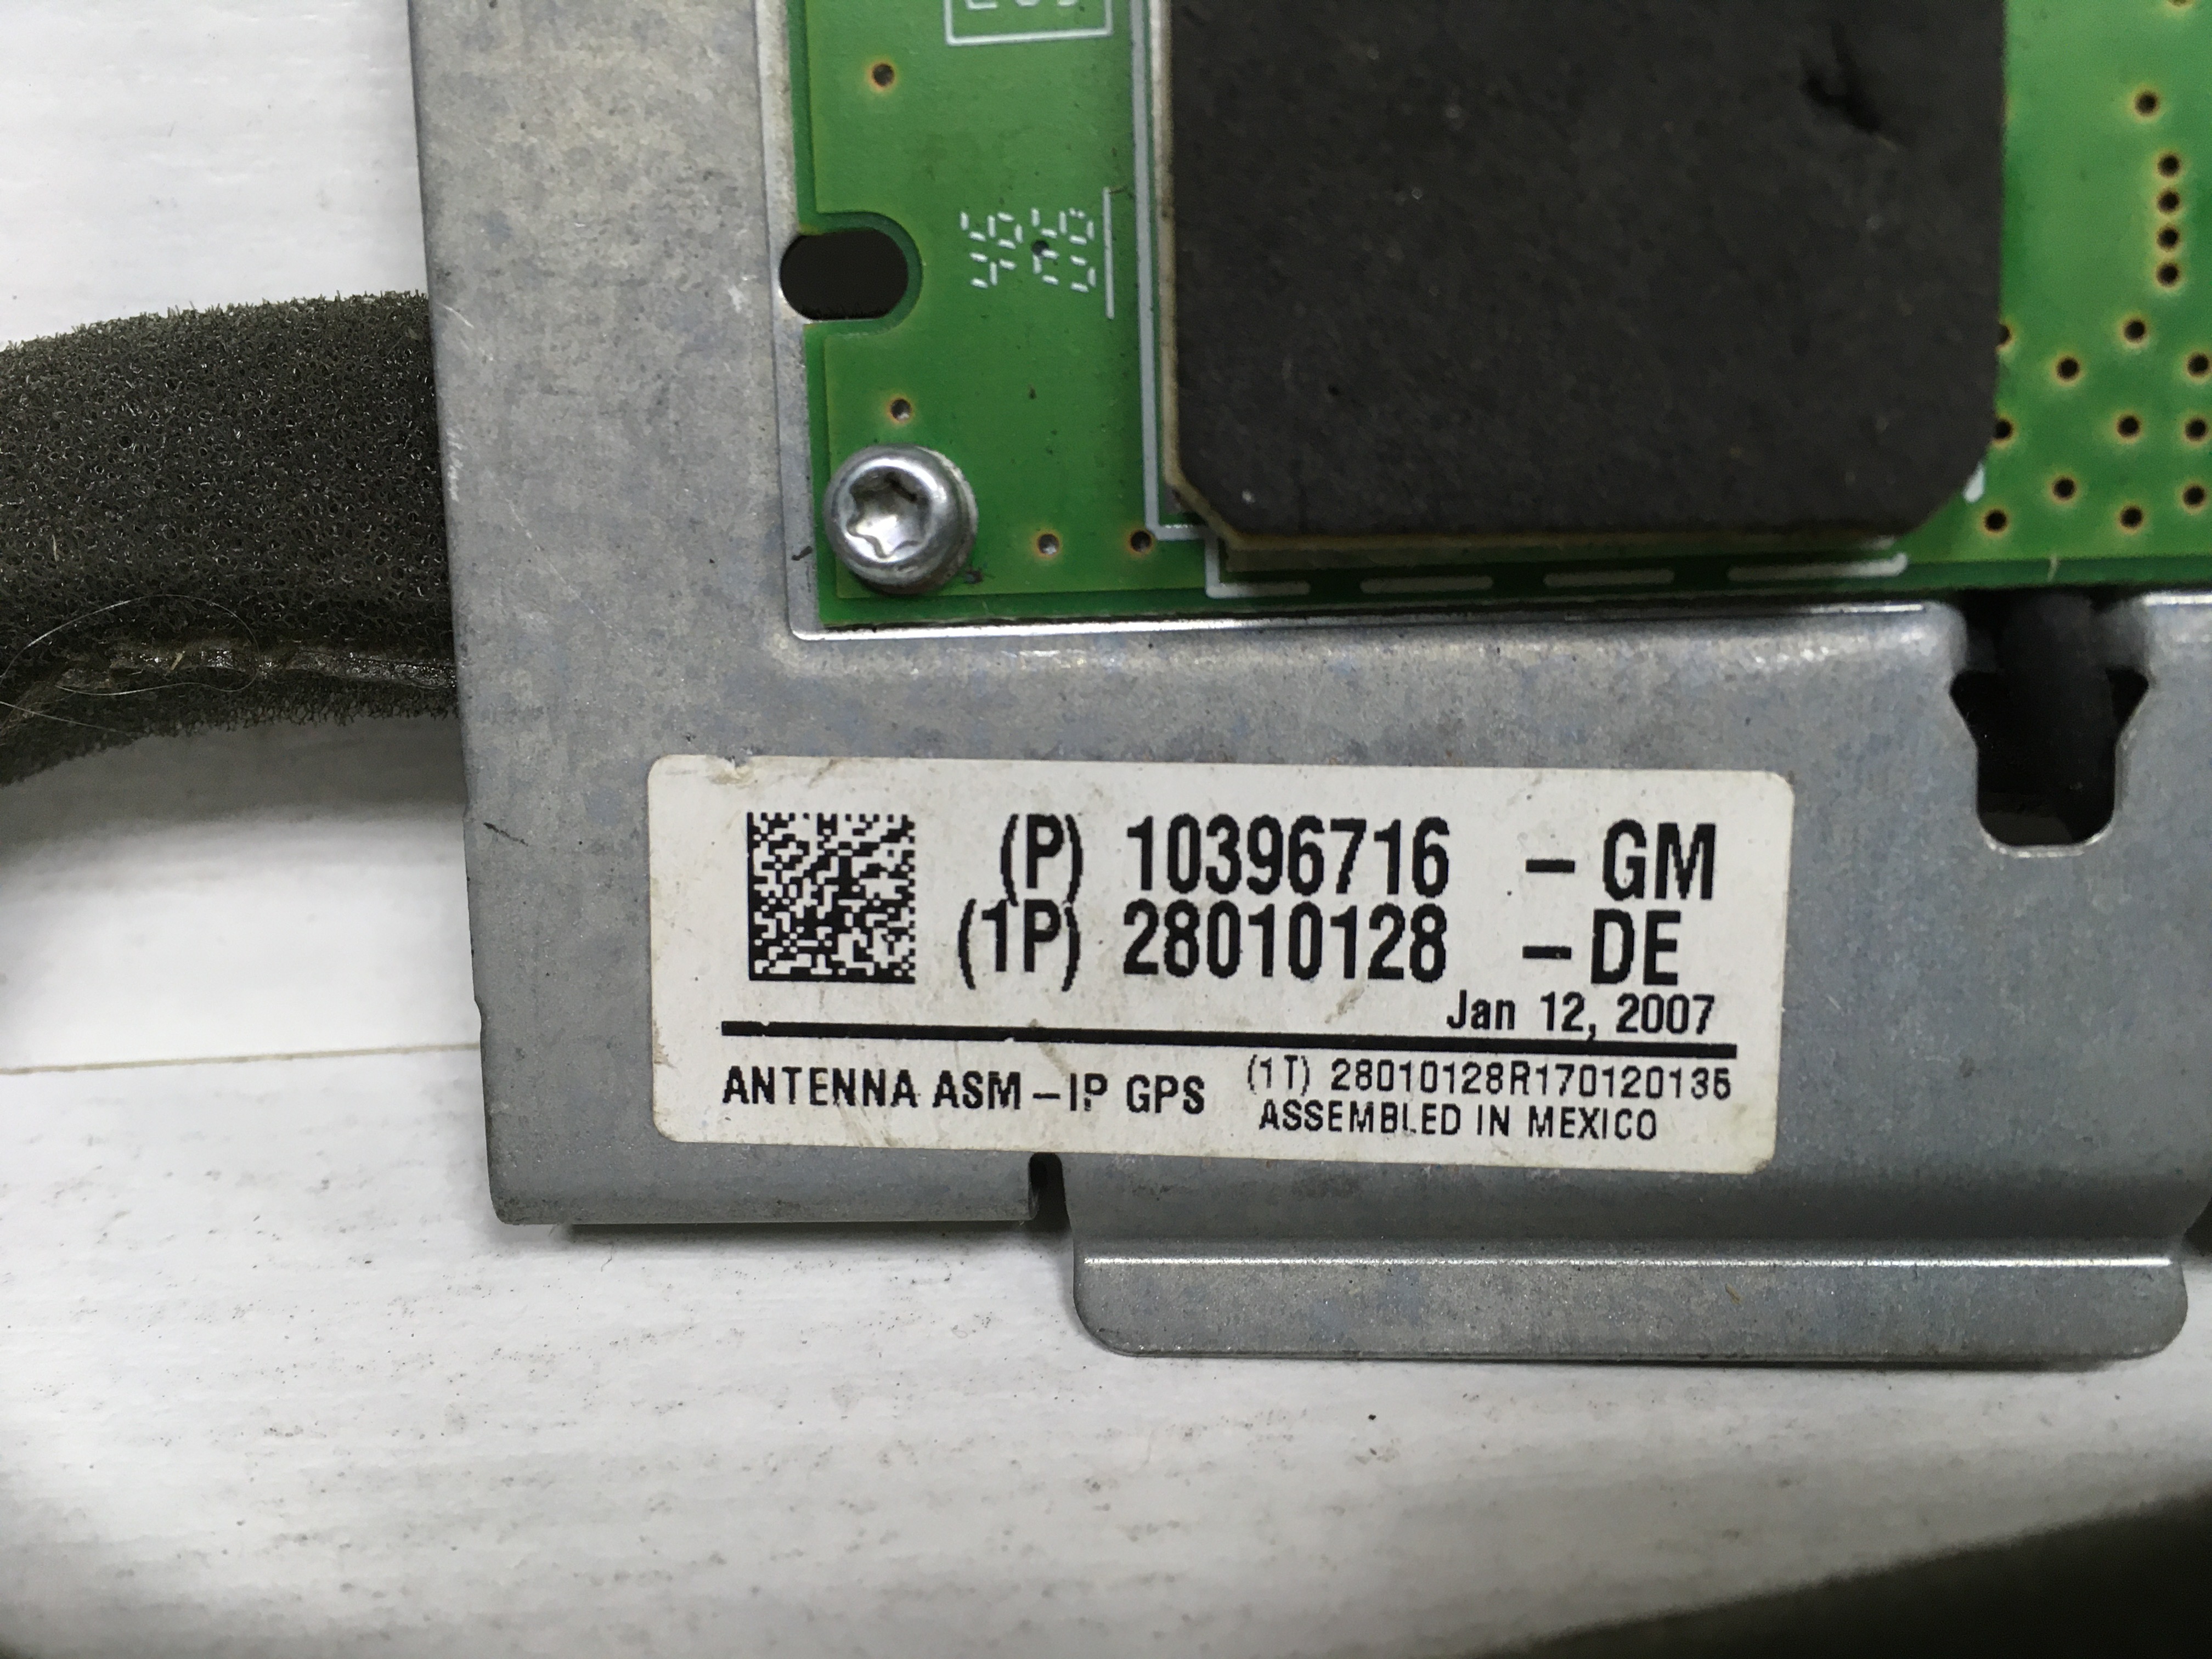 (P) 10396716 - GM
(1P) 28010128 - DE
Jan 12, 2007
ANTENNA ASM - IP GPS
(1T) 28010128R170120135
ASSEMBLED IN MEXICO